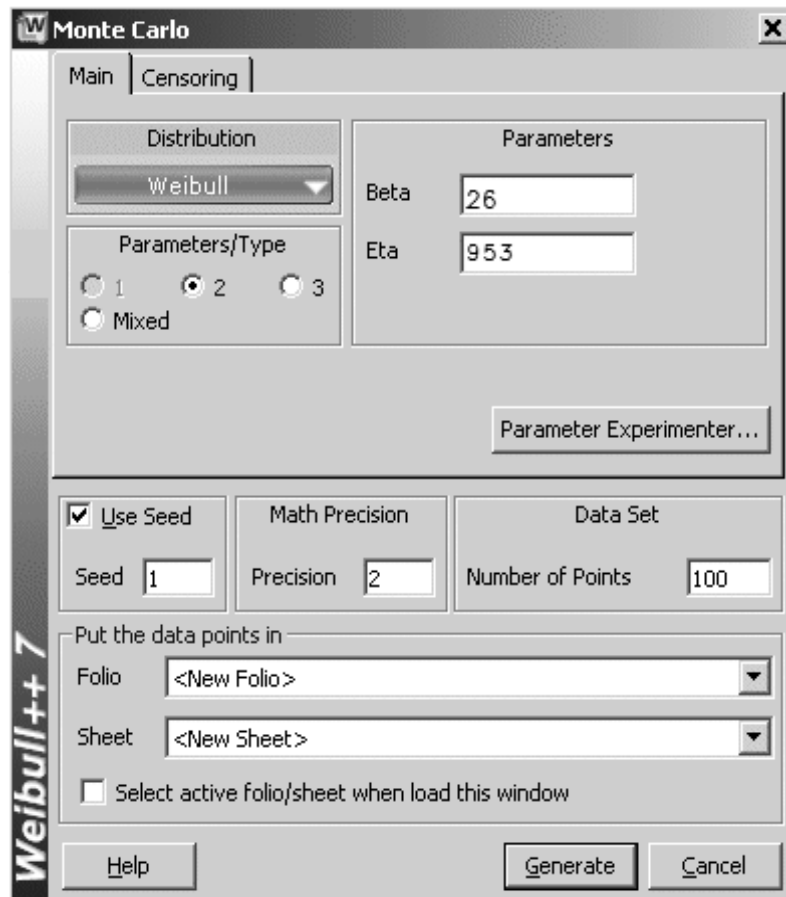 Monte Carlo
Main Censoring
Distribution
Weibull
Parameters/Type
1 2 3
Mixed
Parameters
Beta 26
Eta 953
Parameter Experimenter...
Use Seed
Seed 1
Math Precision
Precision 2
Data Set
Number of Points 100
Put the data points in
Folio <New Folio>
Sheet <New Sheet>
Select active folio/sheet when load this window
Help Generate Cancel
Weibull++ 7